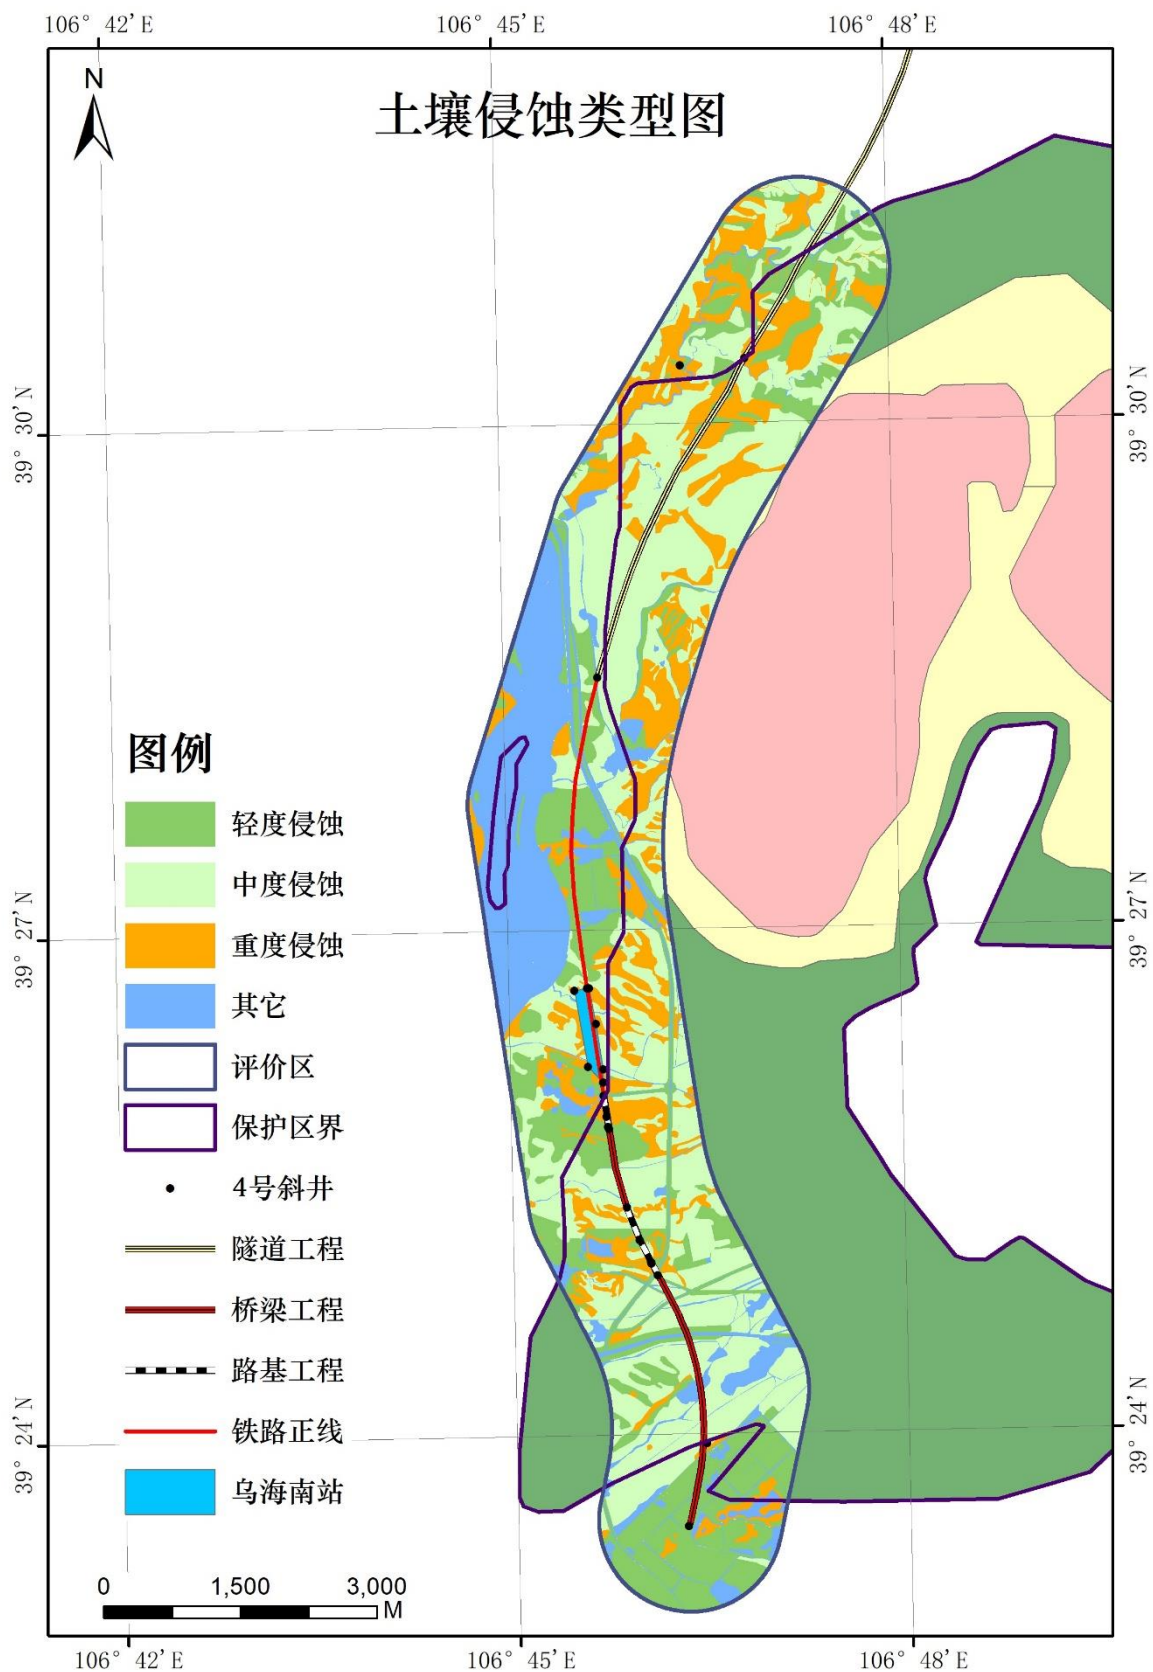 106° 42′E 106° 45′E 106° 48′E
N
土壤侵蚀类型图
39° 30′N
39° 30′N
图例
轻度侵蚀
中度侵蚀
重度侵蚀
39° 27′N
39° 27′N
其它
评价区
保护区界
4号斜井
隧道工程
桥梁工程
路基工程
铁路正线
39° 24′N
39° 24′N
乌海南站
0 1,500 3,000
M
106° 42′E 106° 45′E 106° 48′E